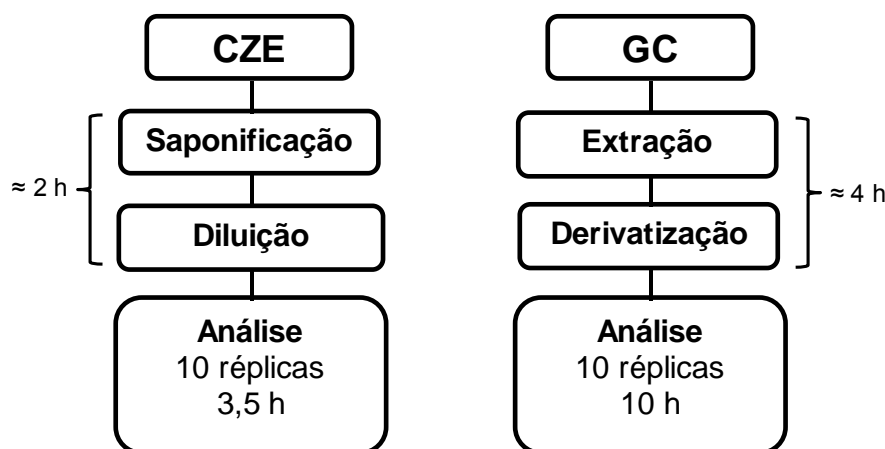 CZE
Saponificação
Diluição
≈ 2 h
Análise
10 réplicas
3,5 h
GC
Extração
Derivatização
≈ 4 h
Análise
10 réplicas
10 h